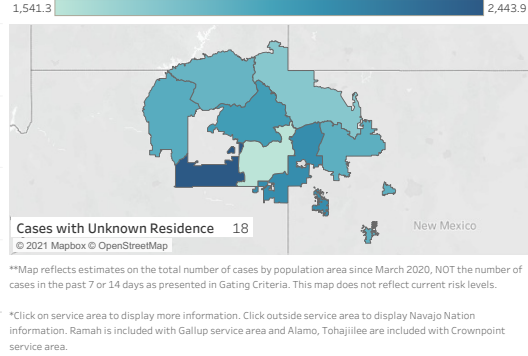 1,541.3 2,443.9
Cases with Unknown Residence 18
© 2021 Mapbox © OpenStreetMap
New Mexico
**Map reflects estimates on the total number of cases by population area since March 2020, NOT the number of
cases in the past 7 or 14 days as presented in Gating Criteria. This map does not reflect current risk levels.
*Click on service area to display more information. Click outside service area to display Navajo Nation
information. Ramah is included with Gallup service area and Alamo, Tohajiilee are included with Crownpoint
service area.